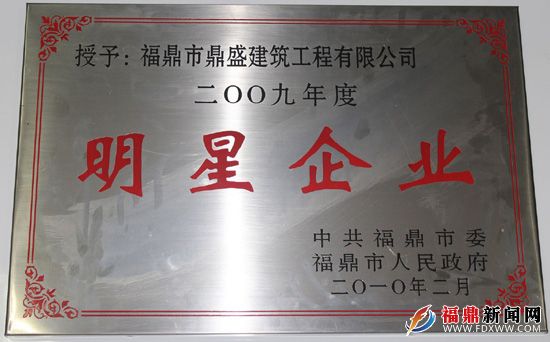 授予：福鼎市鼎盛建筑工程有限公司
二〇〇九年度
明星企业
中共福鼎市委
福鼎市人民政府
二〇一〇年二月
福鼎新闻网
WWW.FDXWW.COM